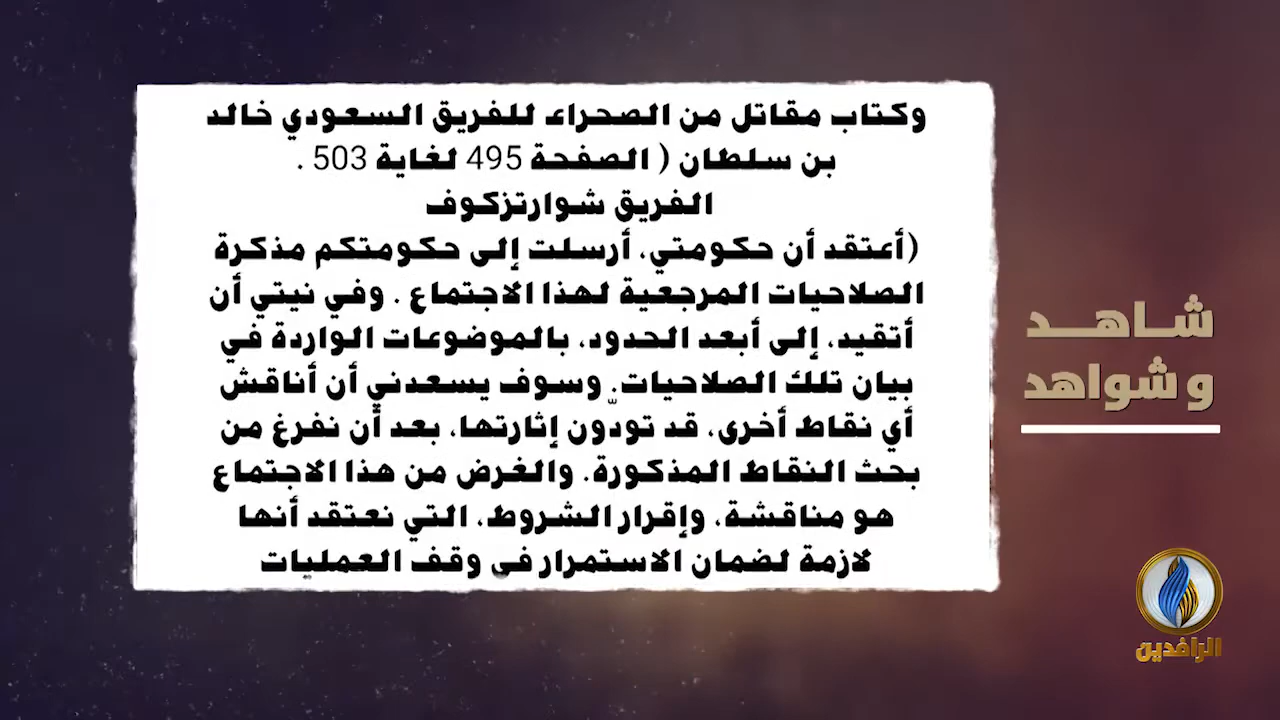 وكتاب مقاتل من الصحراء للفريق السعودي خالد
بن سلطان ( الصفحة 495 لغاية 503 .
الفريق شوارتزكوف
(أعتقد أن حكومتي، أرسلت إلى حكومتكم مذكرة
الصلاحيات المرجعية لهذا الاجتماع . وفي نيتي أن
أتقيد، إلى أبعد الحدود، بالموضوعات الواردة في
بيان تلك الصلاحيات. وسوف يسعدني أن أناقش
أي نقاط أخرى، قد تودّون إثارتها، بعد أن نفرغ من
بحث النقاط المذكورة. والغرض من هذا الاجتماع
هو مناقشة، وإقرار الشروط، التي نعتقد أنها
لازمة لضمان الاستمرار في وقف العمليات
شاهد
وشواهد
الرافدين